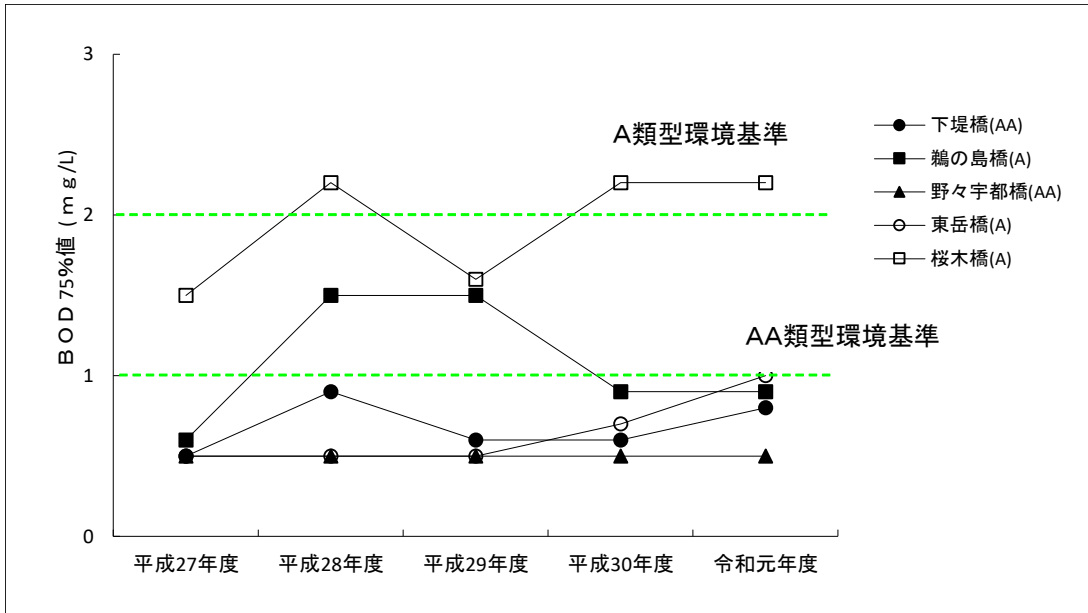 3
2
1
0
ＢＯＤ 75%値（ｍｇ/L)
A類型環境基準
AA類型環境基準
平成27年度
平成28年度
平成29年度
平成30年度
令和元年度
下堤橋(AA)
鵜の島橋(A)
野々宇都橋(AA)
東岳橋(A)
桜木橋(A)